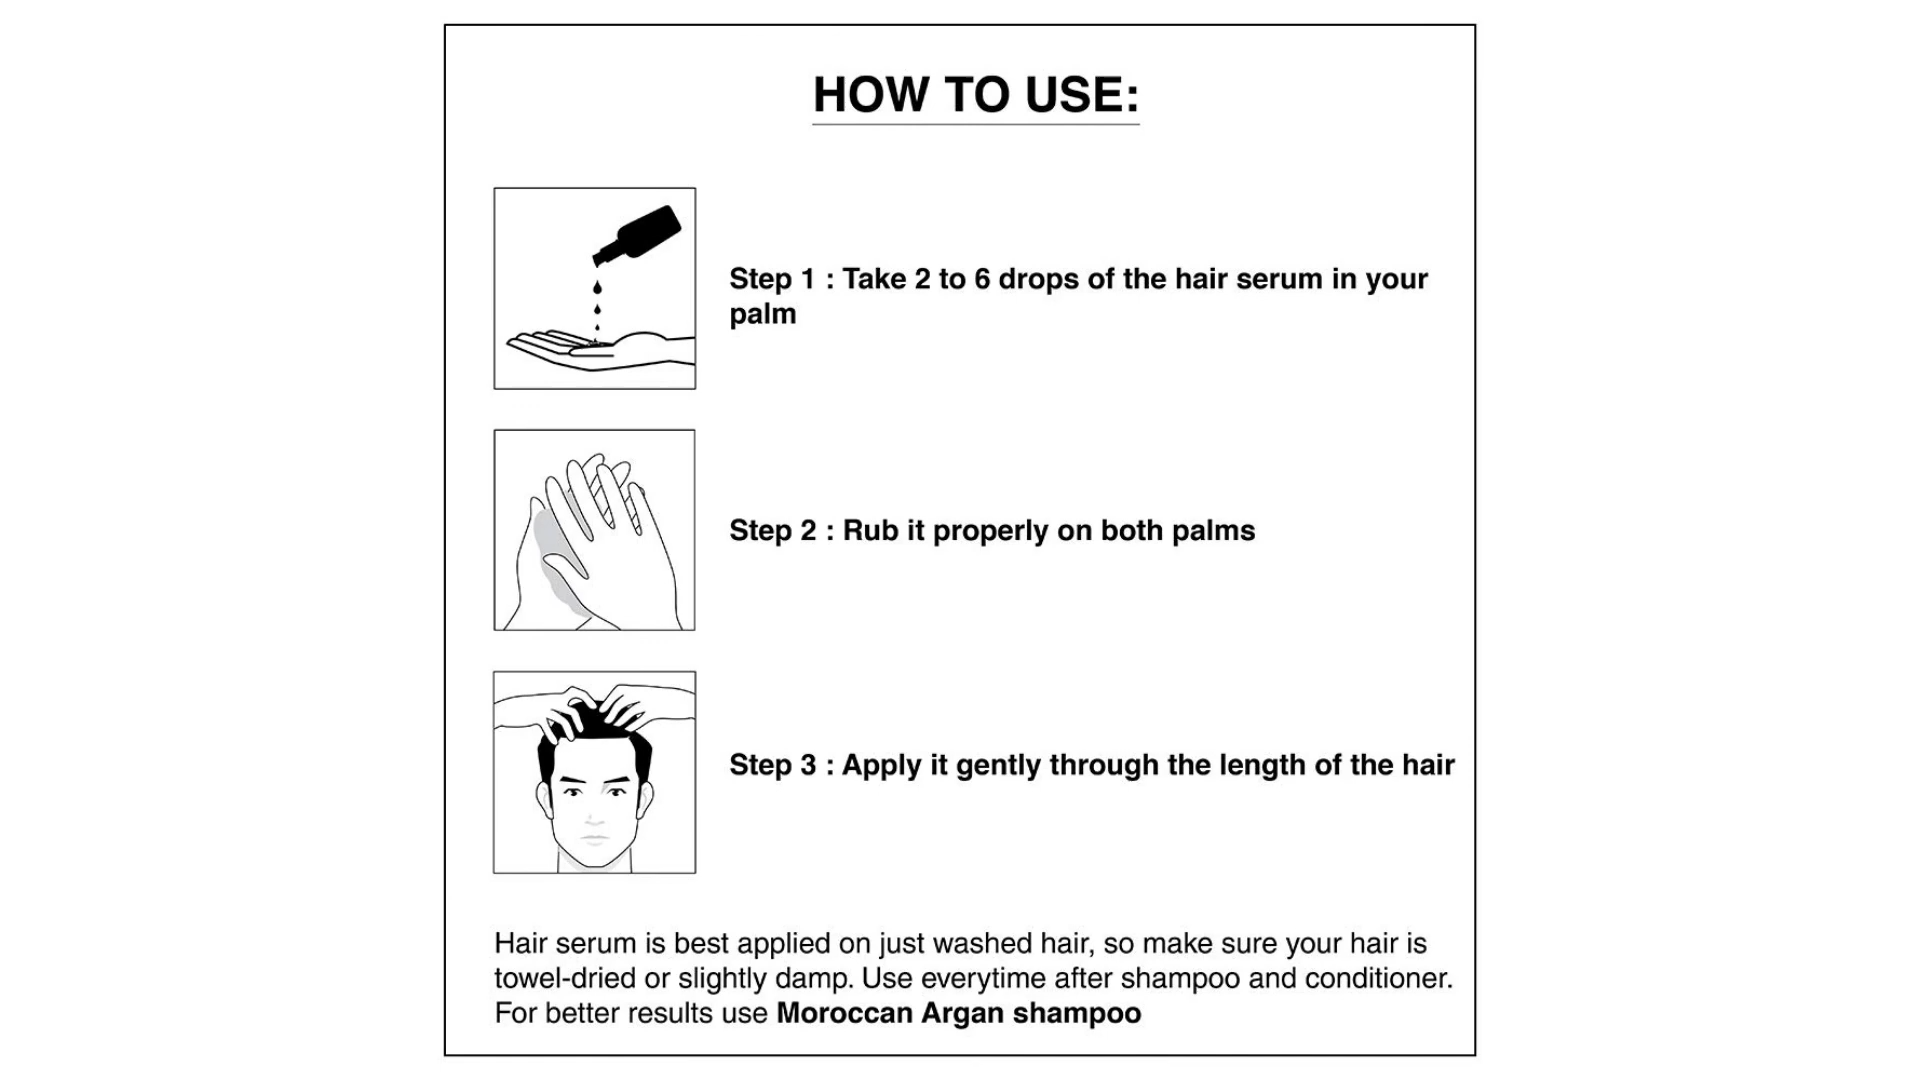 HOW TO USE:
Step 1 : Take 2 to 6 drops of the hair serum in your
palm
Step 2 : Rub it properly on both palms
Step 3 : Apply it gently through the length of the hair
Hair serum is best applied on just washed hair, so make sure your hair is
towel-dried or slightly damp. Use everytime after shampoo and conditioner.
For better results use Moroccan Argan shampoo